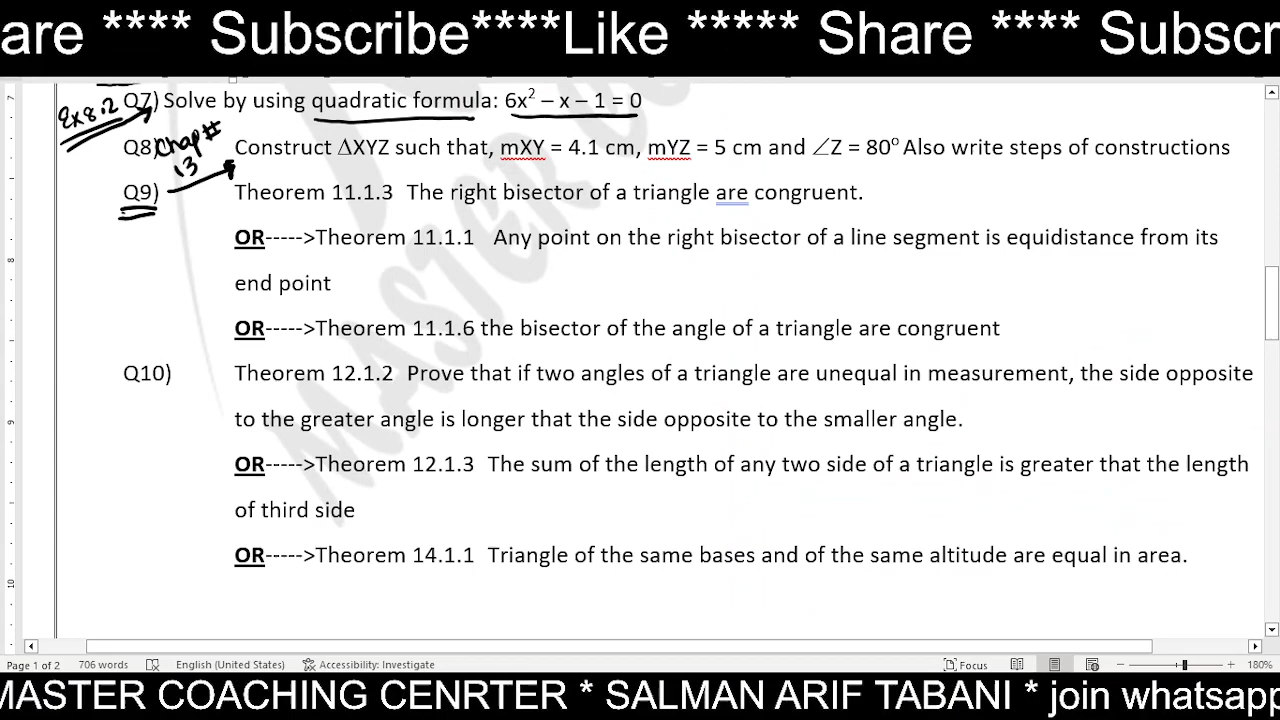 are **** Subscribe****Like ***** Share **** Subscr
Ex 8.2
Q7) Solve by using quadratic formula: 6x² – x – 1 = 0
Chap #
13
Q8) Construct ΔXYZ such that, mXY = 4.1 cm, mYZ = 5 cm and ∠Z = 80° Also write steps of constructions
Q9) Theorem 11.1.3 The right bisector of a triangle are congruent.
OR----->Theorem 11.1.1 Any point on the right bisector of a line segment is equidistance from its
end point
OR----->Theorem 11.1.6 the bisector of the angle of a triangle are congruent
Q10) Theorem 12.1.2 Prove that if two angles of a triangle are unequal in measurement, the side opposite
to the greater angle is longer that the side opposite to the smaller angle.
OR----->Theorem 12.1.3 The sum of the length of any two side of a triangle is greater that the length
of third side
OR----->Theorem 14.1.1 Triangle of the same bases and of the same altitude are equal in area.
MASTER CO
7
8
9
10
Page 1 of 2 706 words English (United States) Accessibility: Investigate Focus 180%
MASTER COACHING CENRTER * SALMAN ARIF TABANI * join whatsapp